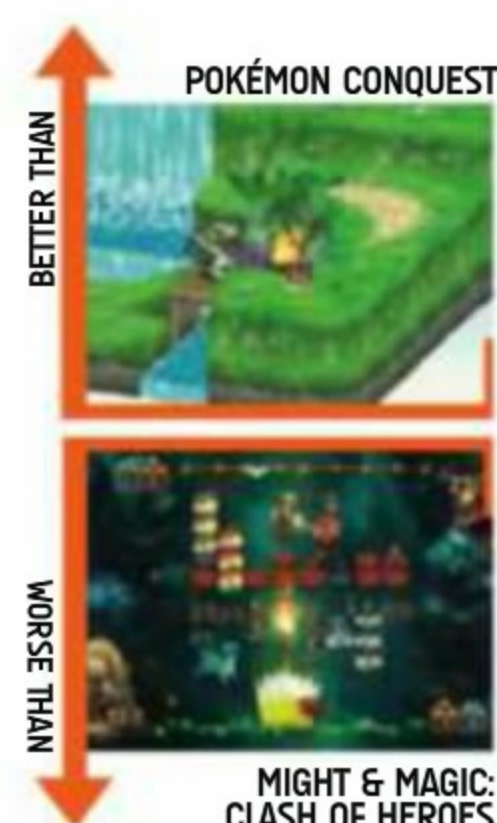 POKÉMON CONQUEST
BETTER THAN
WORSE THAN
MIGHT & MAGIC:
CLASH OF HEROES